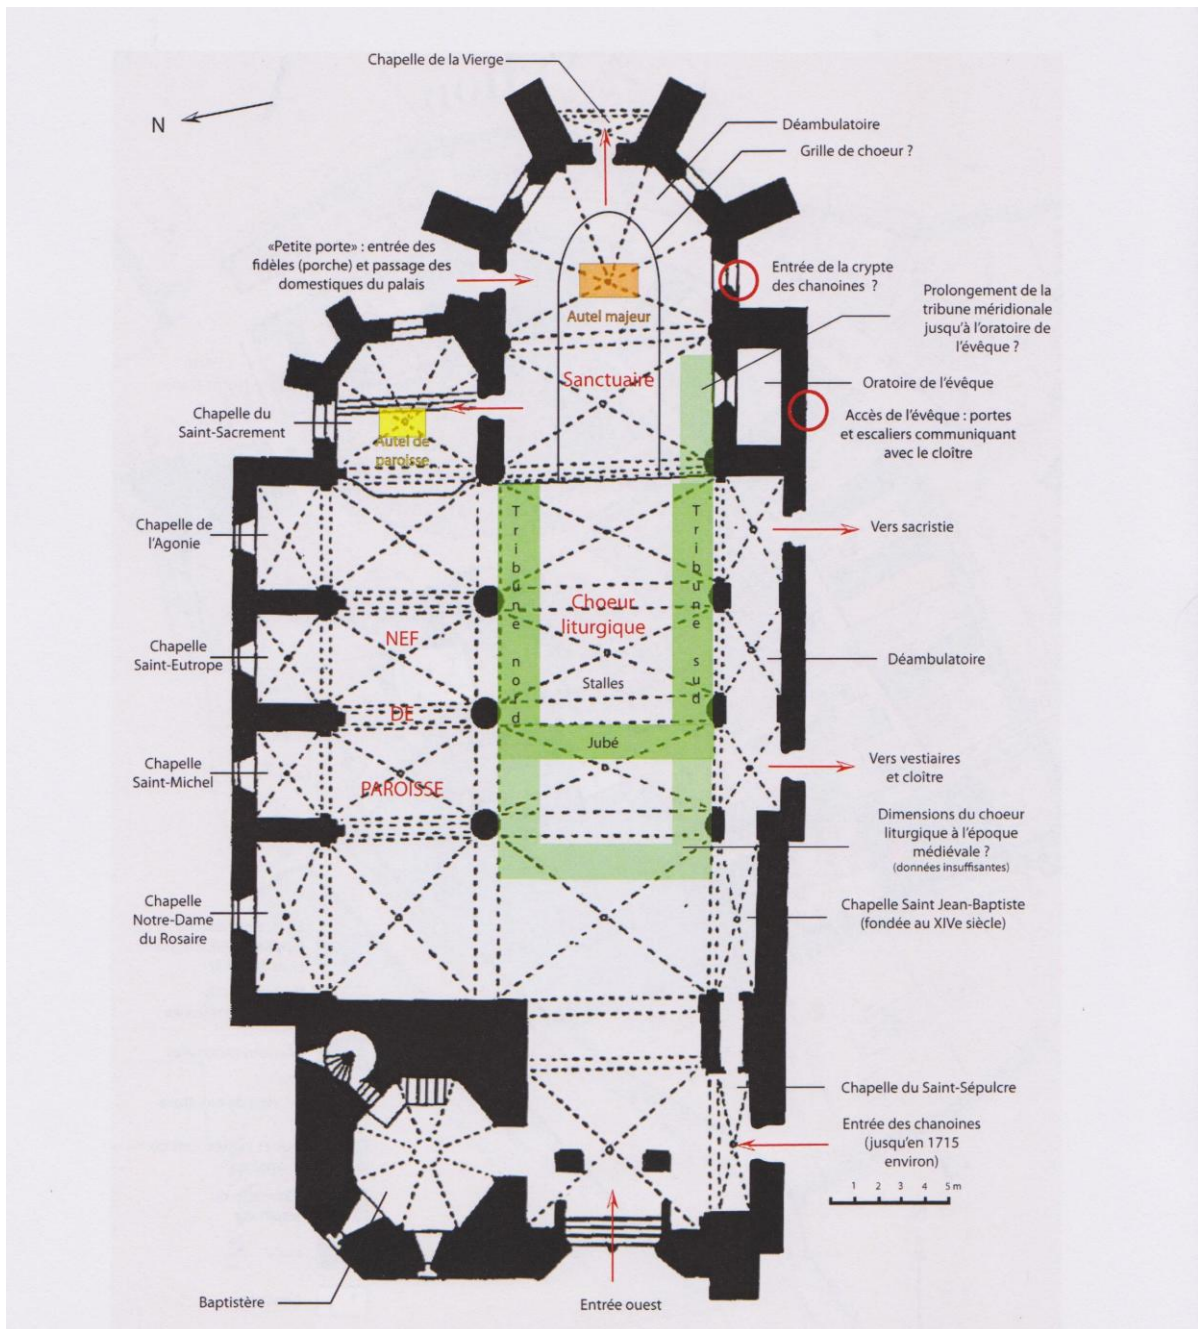 Chapelle de la Vierge
N
Déambulatoire
Grille de choeur ?
«Petite porte» : entrée des
fidèles (porche) et passage des
domestiques du palais
Entrée de la crypte
des chanoines ?
Prolongement de la
tribune méridionale
jusqu'à l'oratoire de
l'évêque ?
Autel majeur
Sanctuaire
Oratoire de l'évêque
Chapelle du
Saint-Sacrement
Autel de
paroisse
Accès de l'évêque : portes
et escaliers communiquant
avec le cloître
Chapelle de
l'Agonie
Tribune nord
Tribune sud
Vers sacristie
Choeur
liturgique
NEF
Chapelle
Saint-Eutrope
Stalles
Déambulatoire
DE
Jubé
Chapelle
Saint-Michel
PAROISSE
Vers vestiaires
et cloître
Dimensions du choeur
liturgique à l'époque
médiévale ?
(données insuffisantes)
Chapelle
Notre-Dame
du Rosaire
Chapelle Saint Jean-Baptiste
(fondée au XIVe siècle)
Chapelle du Saint-Sépulcre
Entrée des chanoines
(jusqu'en 1715
environ)
1 2 3 4 5 m
Baptistère
Entrée ouest